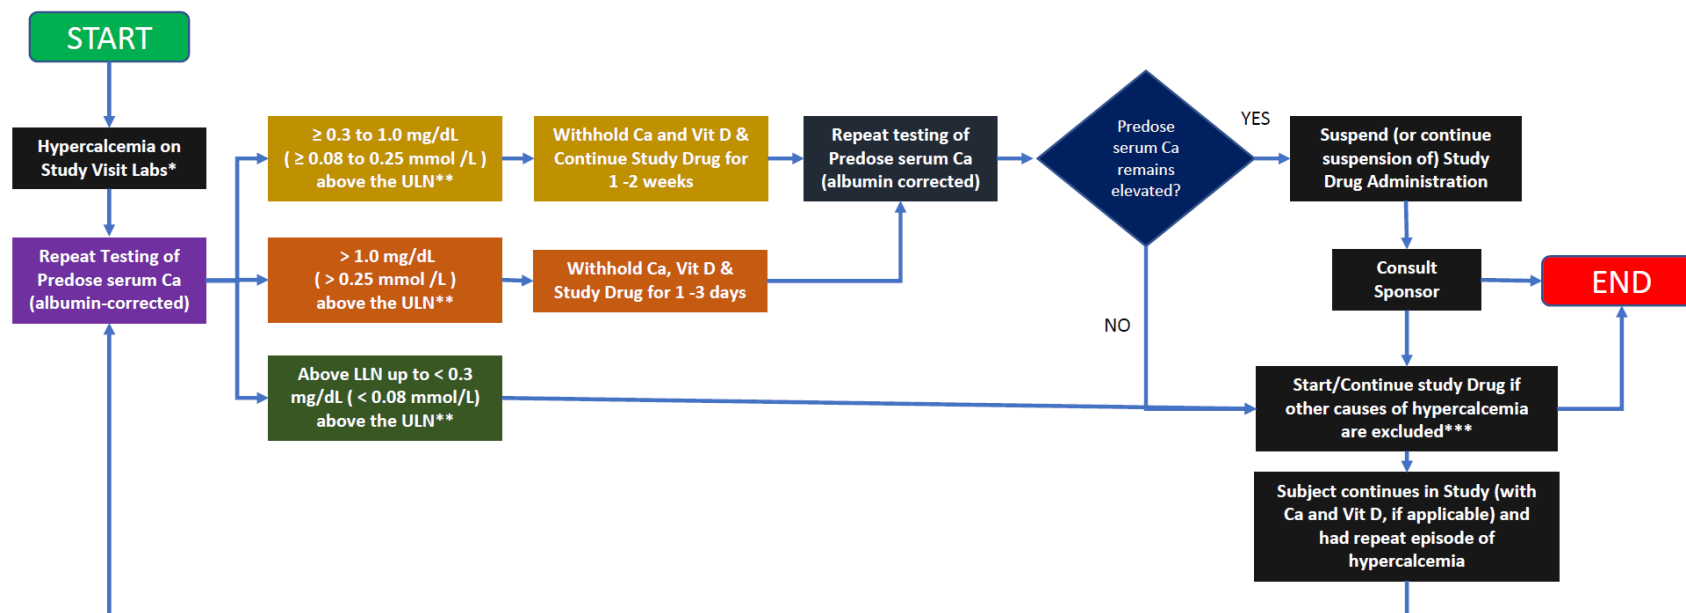 START
Hypercalcemia on
Study Visit Labs*
Repeat Testing of
Predose serum Ca
(albumin-corrected)
≥ 0.3 to 1.0 mg/dL
( ≥ 0.08 to 0.25 mmol /L )
above the ULN**
Withhold Ca and Vit D &
Continue Study Drug for
1 -2 weeks
> 1.0 mg/dL
( > 0.25 mmol /L )
above the ULN**
Withhold Ca, Vit D &
Study Drug for 1 -3 days
Above LLN up to < 0.3
mg/dL ( < 0.08 mmol/L)
above the ULN**
Repeat testing of
Predose serum Ca
(albumin corrected)
Predose
serum Ca
remains
elevated?
YES
NO
Suspend (or continue
suspension of) Study
Drug Administration
Consult
Sponsor
END
Start/Continue study Drug if
other causes of hypercalcemia
are excluded***
Subject continues in Study (with
Ca and Vit D, if applicable) and
had repeat episode of
hypercalcemia